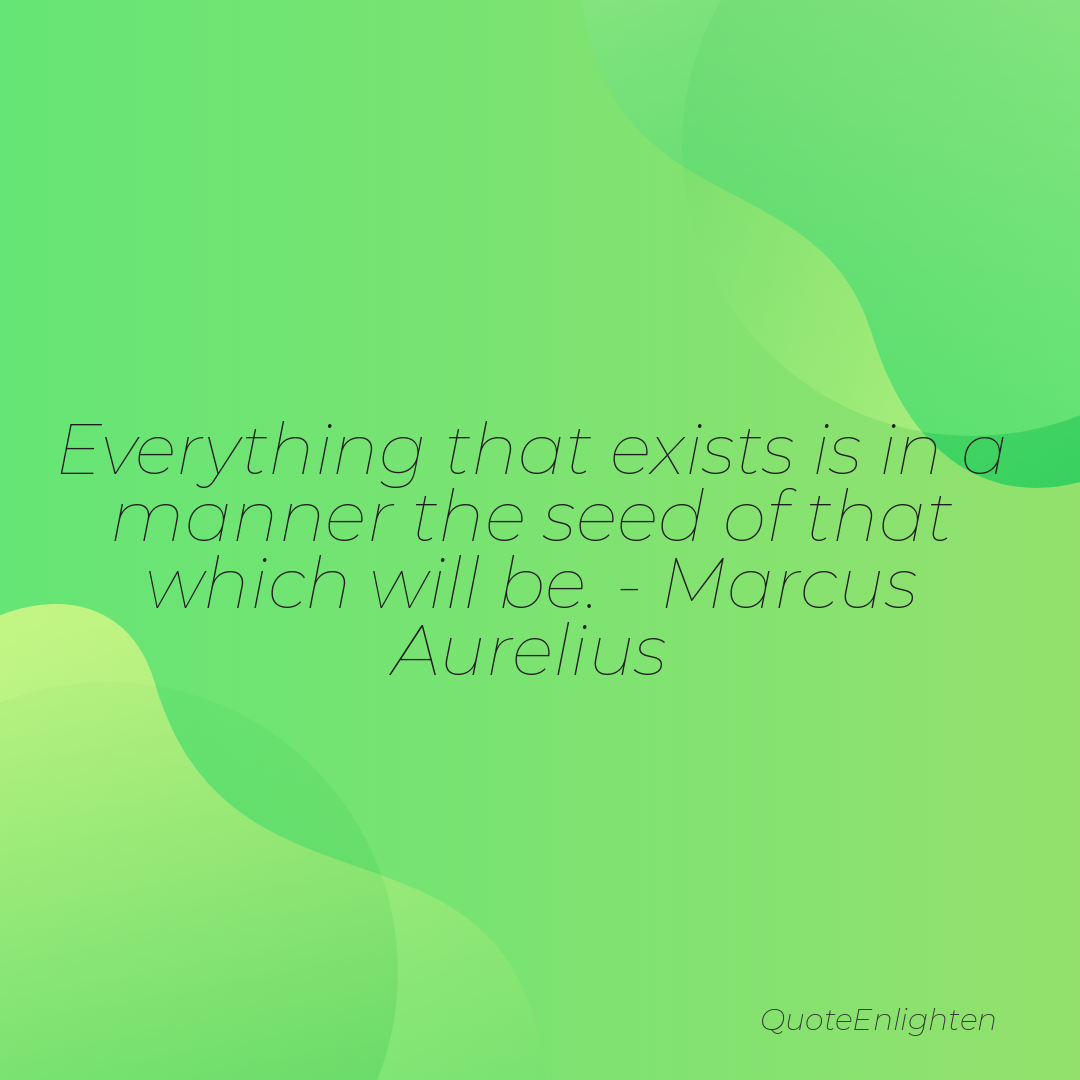 Everything that exists is in a
manner the seed of that
which will be. - Marcus
Aurelius
QuoteEnlighten